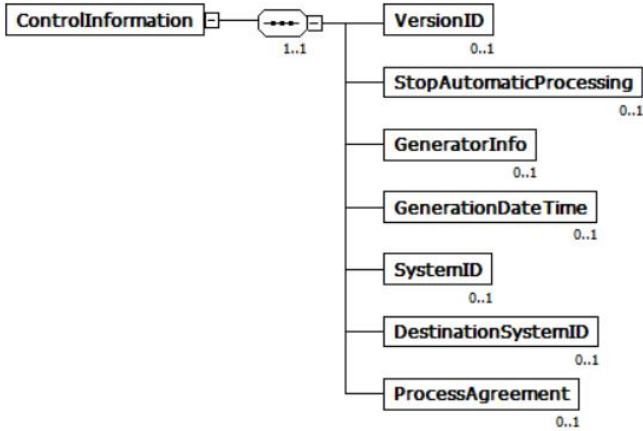 ControlInformation
1..1
VersionID
0..1
StopAutomaticProcessing
0..1
GeneratorInfo
0..1
GenerationDateTime
0..1
SystemID
0..1
DestinationSystemID
0..1
ProcessAgreement
0..1